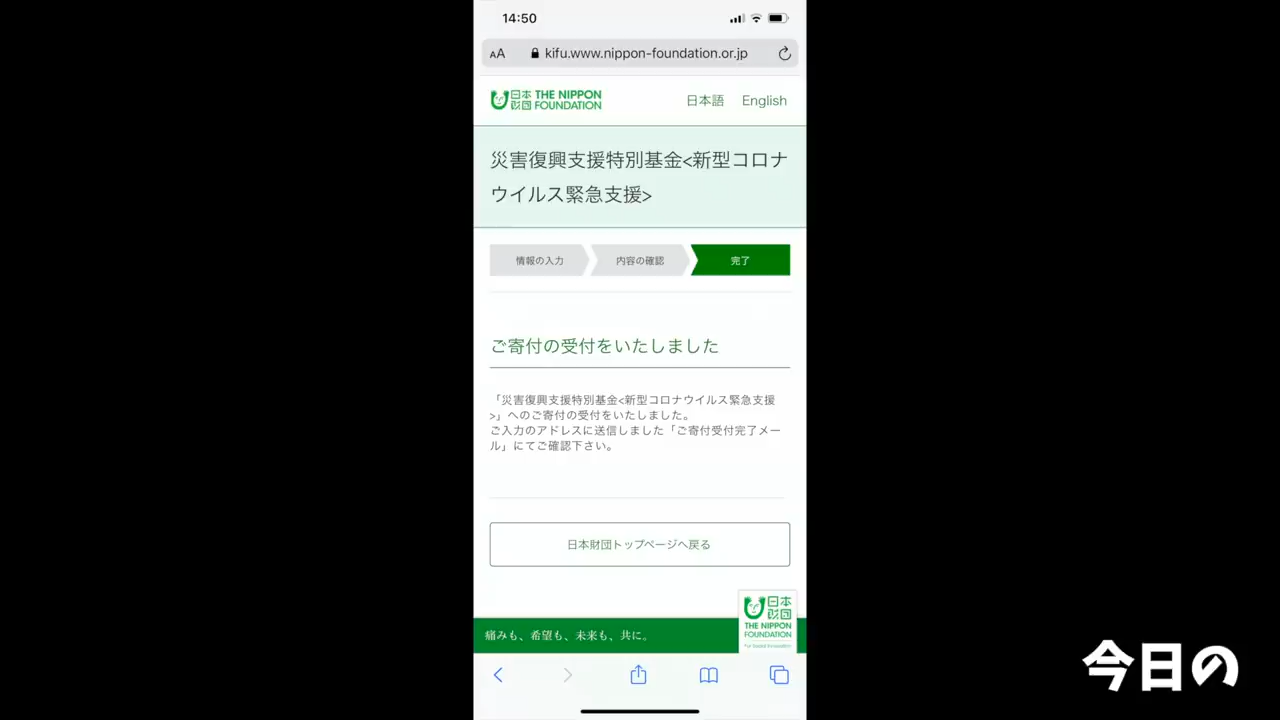 14:50
AA kifu.www.nippon-foundation.or.jp
日本財団 THE NIPPON FOUNDATION 日本語 English
災害復興支援特別基金<新型コロナ
ウイルス緊急支援>
情報の入力 内容の確認 完了
ご寄付の受付をいたしました
「災害復興支援特別基金<新型コロナウイルス緊急支援
>」へのご寄付の受付をいたしました。
ご入力のアドレスに送信しました「ご寄付受付完了メー
ル」にてご確認下さい。
日本財団トップページへ戻る
日本財団
THE NIPPON
FOUNDATION
For Social Innovation
痛みも、希望も、未来も、共に。
今日の